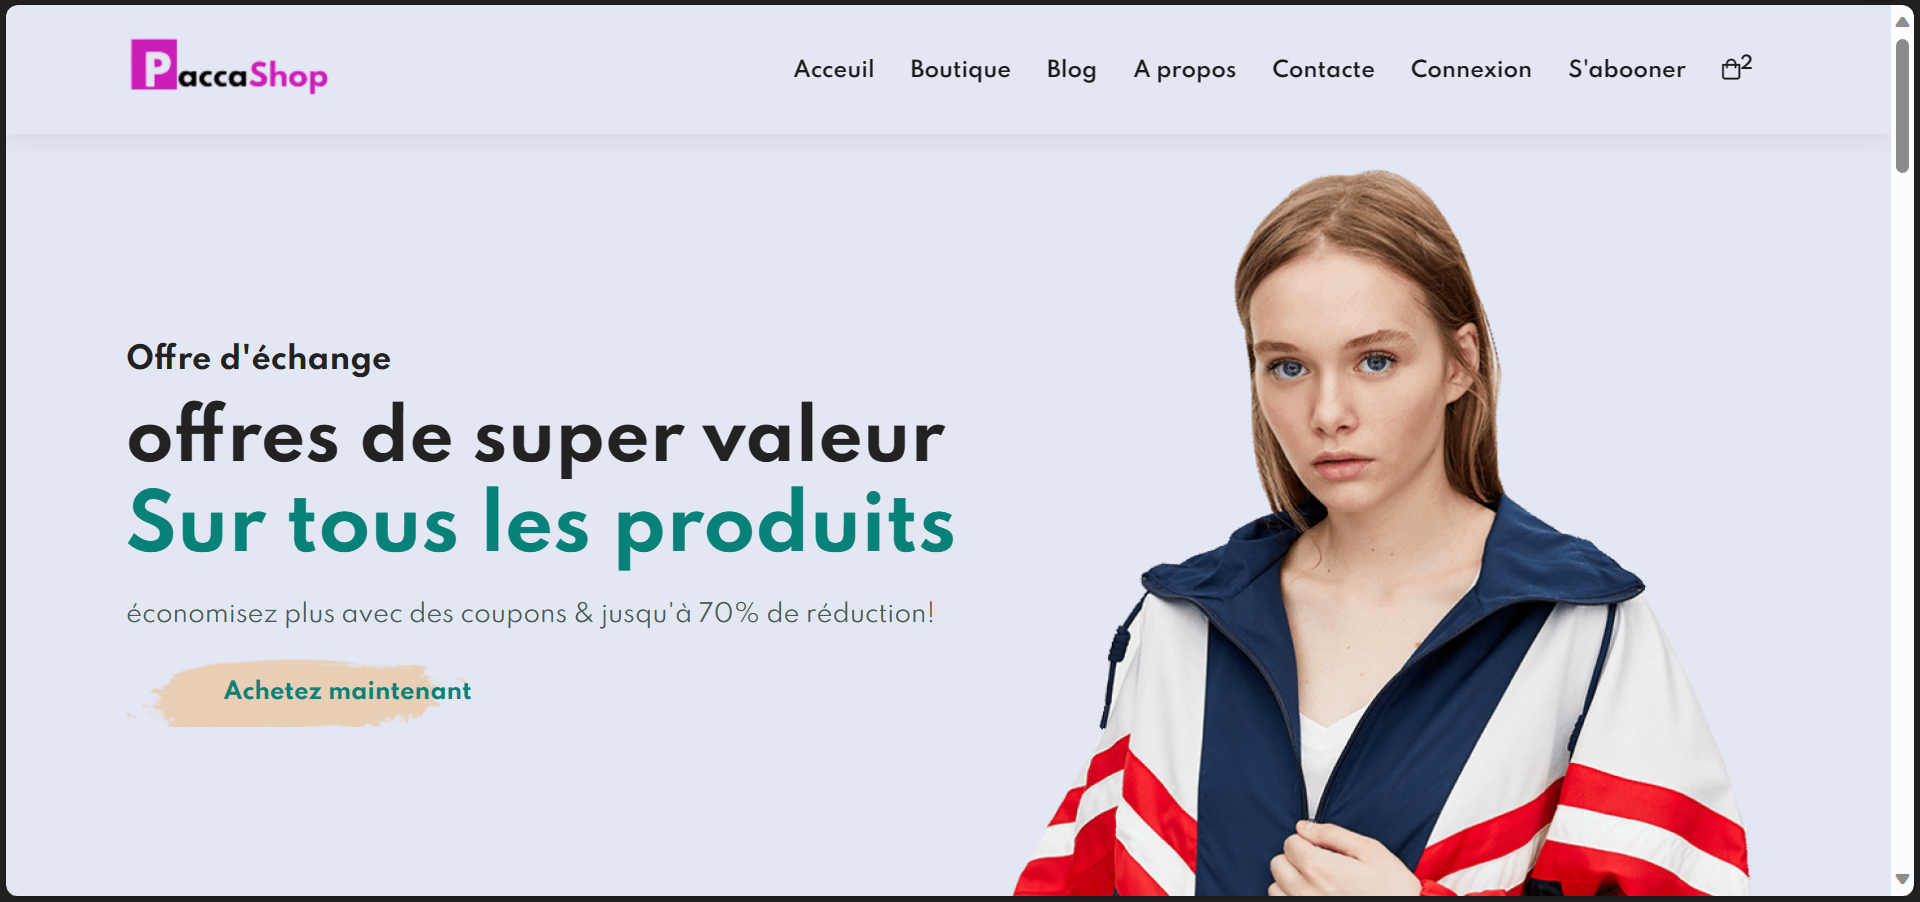 PaccaShop
Acceuil Boutique Blog A propos Contacte Connexion S'abooner 2
Offre d'échange
offres de super valeur
Sur tous les produits
économisez plus avec des coupons & jusqu'à 70% de réduction!
Achetez maintenant